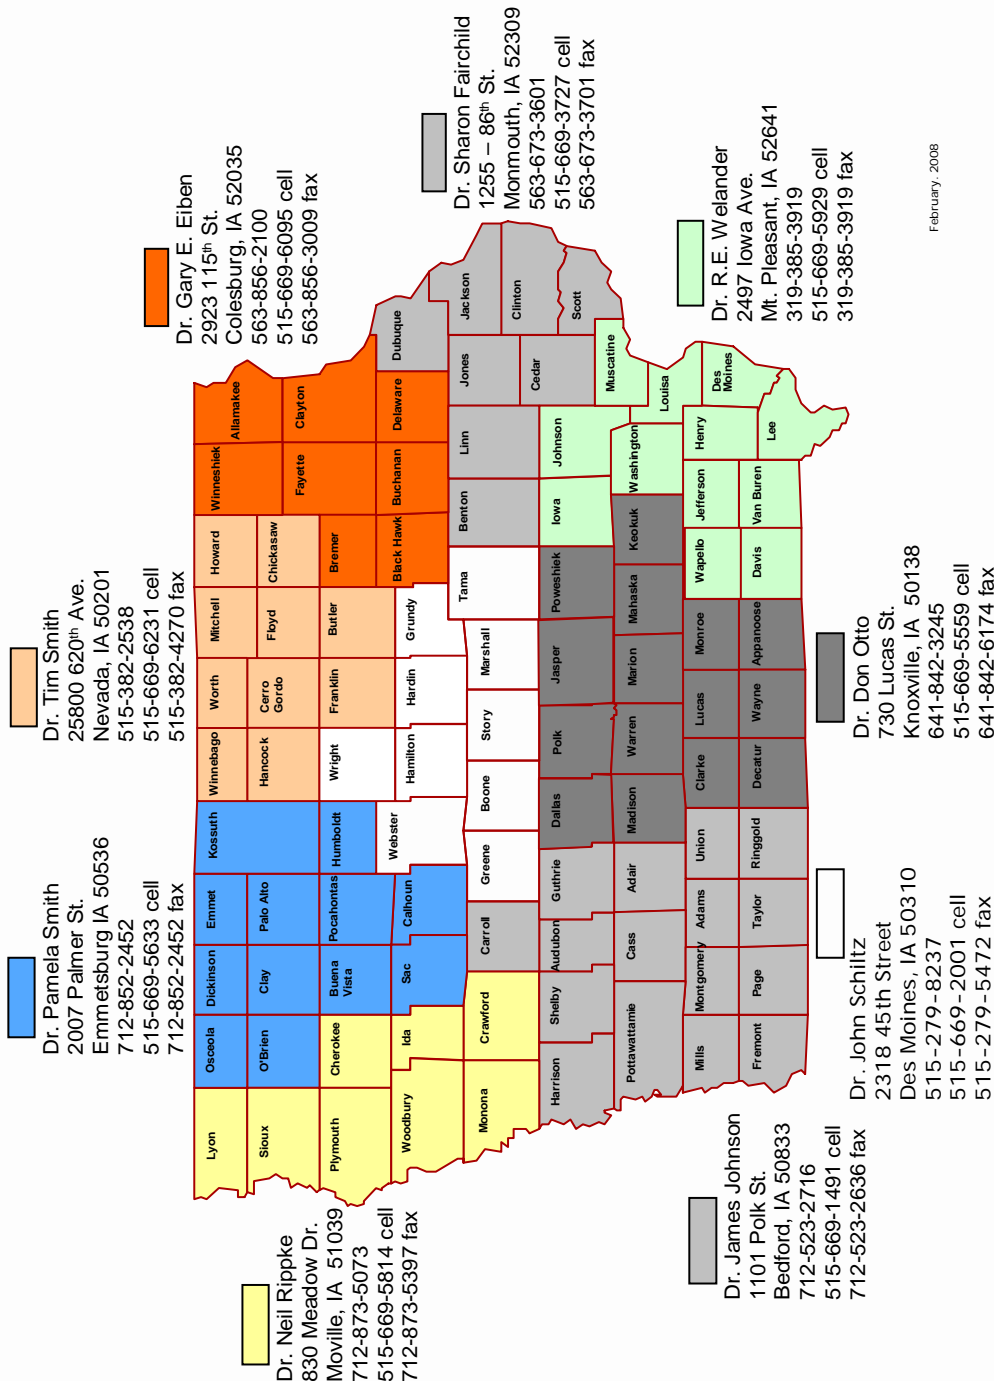 Dr. Pamela Smith
2007 Palmer St.
Emmetsburg IA 50536
712-852-2452
515-669-5633 cell
712-852-2452 fax
Dr. Tim Smith
25800 620th Ave.
Nevada, IA 50201
515-382-2538
515-669-6231 cell
515-382-4270 fax
Dr. Gary E. Eiben
2923 115th St.
Colesburg, IA 52035
563-856-2100
515-669-6095 cell
563-856-3009 fax
Dr. Neil Rippke
830 Meadow Dr.
Moville, IA 51039
712-873-5073
515-669-5814 cell
712-873-5397 fax
Dr. Sharon Fairchild
1255 – 86th St.
Monmouth, IA 52309
563-673-3601
515-669-3727 cell
563-673-3701 fax
Lyon Osceola Dickinson Emmet Kossuth Winnebago Worth Mitchell Howard Winneshiek Allamakee
Sioux O'Brien Clay Palo Alto Hancock Cerro Gordo Floyd Chickasaw Fayette Clayton
Plymouth Cherokee Buena Vista Pocahontas Humboldt Wright Franklin Butler Bremer
Woodbury Ida Sac Calhoun Webster Hamilton Hardin Grundy Black Hawk Buchanan Delaware Dubuque
Monona Crawford Carroll Greene Boone Story Marshall Tama Benton Linn Jones Jackson
Clinton
Cedar
Scott
Harrison Shelby Audubon Guthrie Dallas Polk Jasper Poweshiek Iowa Johnson Muscatine
Pottawattamie Cass Adair Madison Warren Marion Mahaska Keokuk Washington Louisa
Mills Montgomery Adams Union Clarke Lucas Monroe Wapello Jefferson Henry Des Moines
Fremont Page Taylor Ringgold Decatur Wayne Appanoose Davis Van Buren Lee
Dr. James Johnson
1101 Polk St.
Bedford, IA 50833
712-523-2716
515-669-1491 cell
712-523-2636 fax
Dr. John Schiltz
2318 45th Street
Des Moines, IA 50310
515-279-8237
515-669-2001 cell
515-279-5472 fax
Dr. Don Otto
730 Lucas St.
Knoxville, IA 50138
641-842-3245
515-669-5559 cell
641-842-6174 fax
Dr. R.E. Welander
2497 Iowa Ave.
Mt. Pleasant, IA 52641
319-385-3919
515-669-5929 cell
319-385-3919 fax
February, 2008